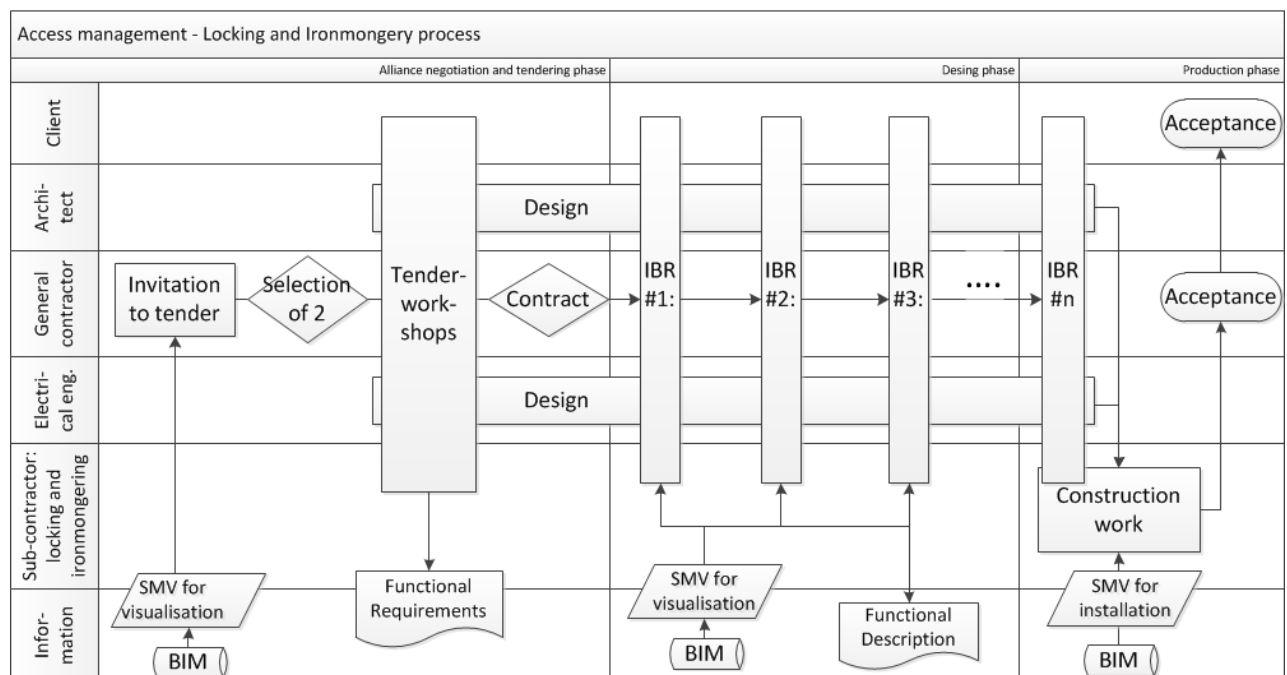 Access management - Locking and Ironmongery process
Alliance negotiation and tendering phase
Desing phase
Production phase
Client
Acceptance
Archi-
tect
Design
General
contractor
Invitation
to tender
Selection
of 2
Tender-
work-
shops
Contract
IBR
#1:
IBR
#2:
IBR
#3:
....
IBR
#n
Acceptance
Electri-
cal eng.
Design
Sub-contractor:
locking and
ironmongering
Construction
work
Infor-
mation
SMV for
visualisation
BIM
Functional
Requirements
SMV for
visualisation
BIM
Functional
Description
SMV for
installation
BIM